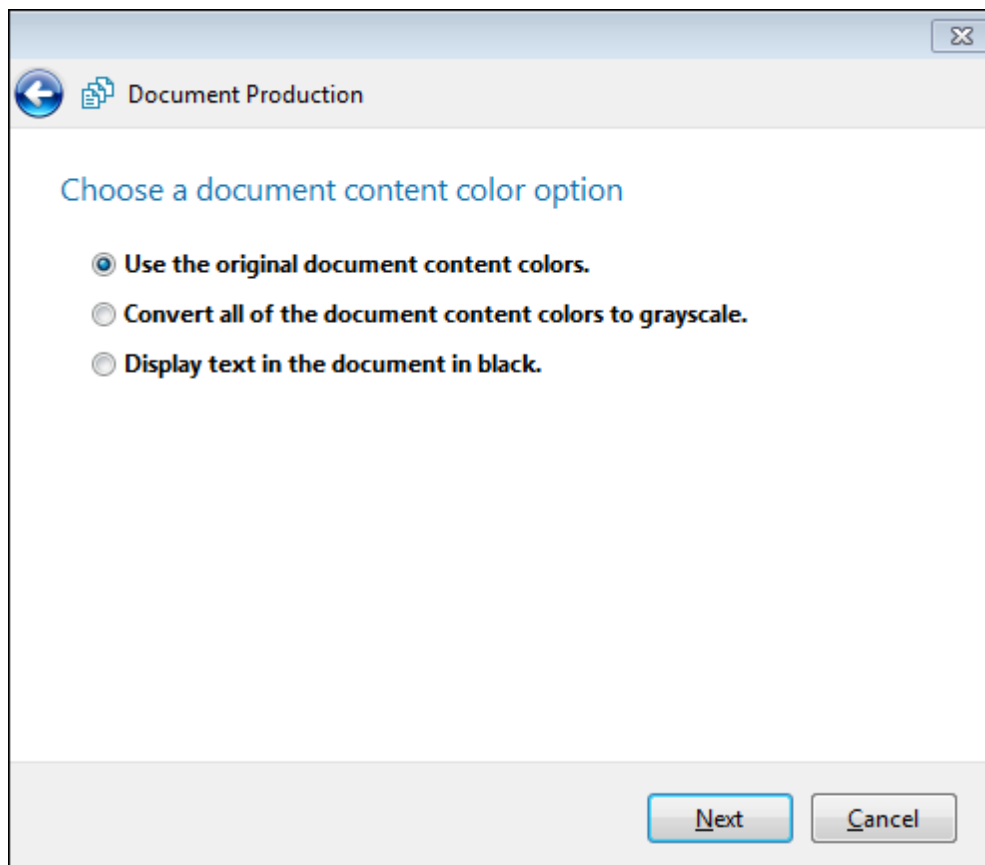 Document Production
Choose a document content color option
Use the original document content colors.
Convert all of the document content colors to grayscale.
Display text in the document in black.
Next
Cancel